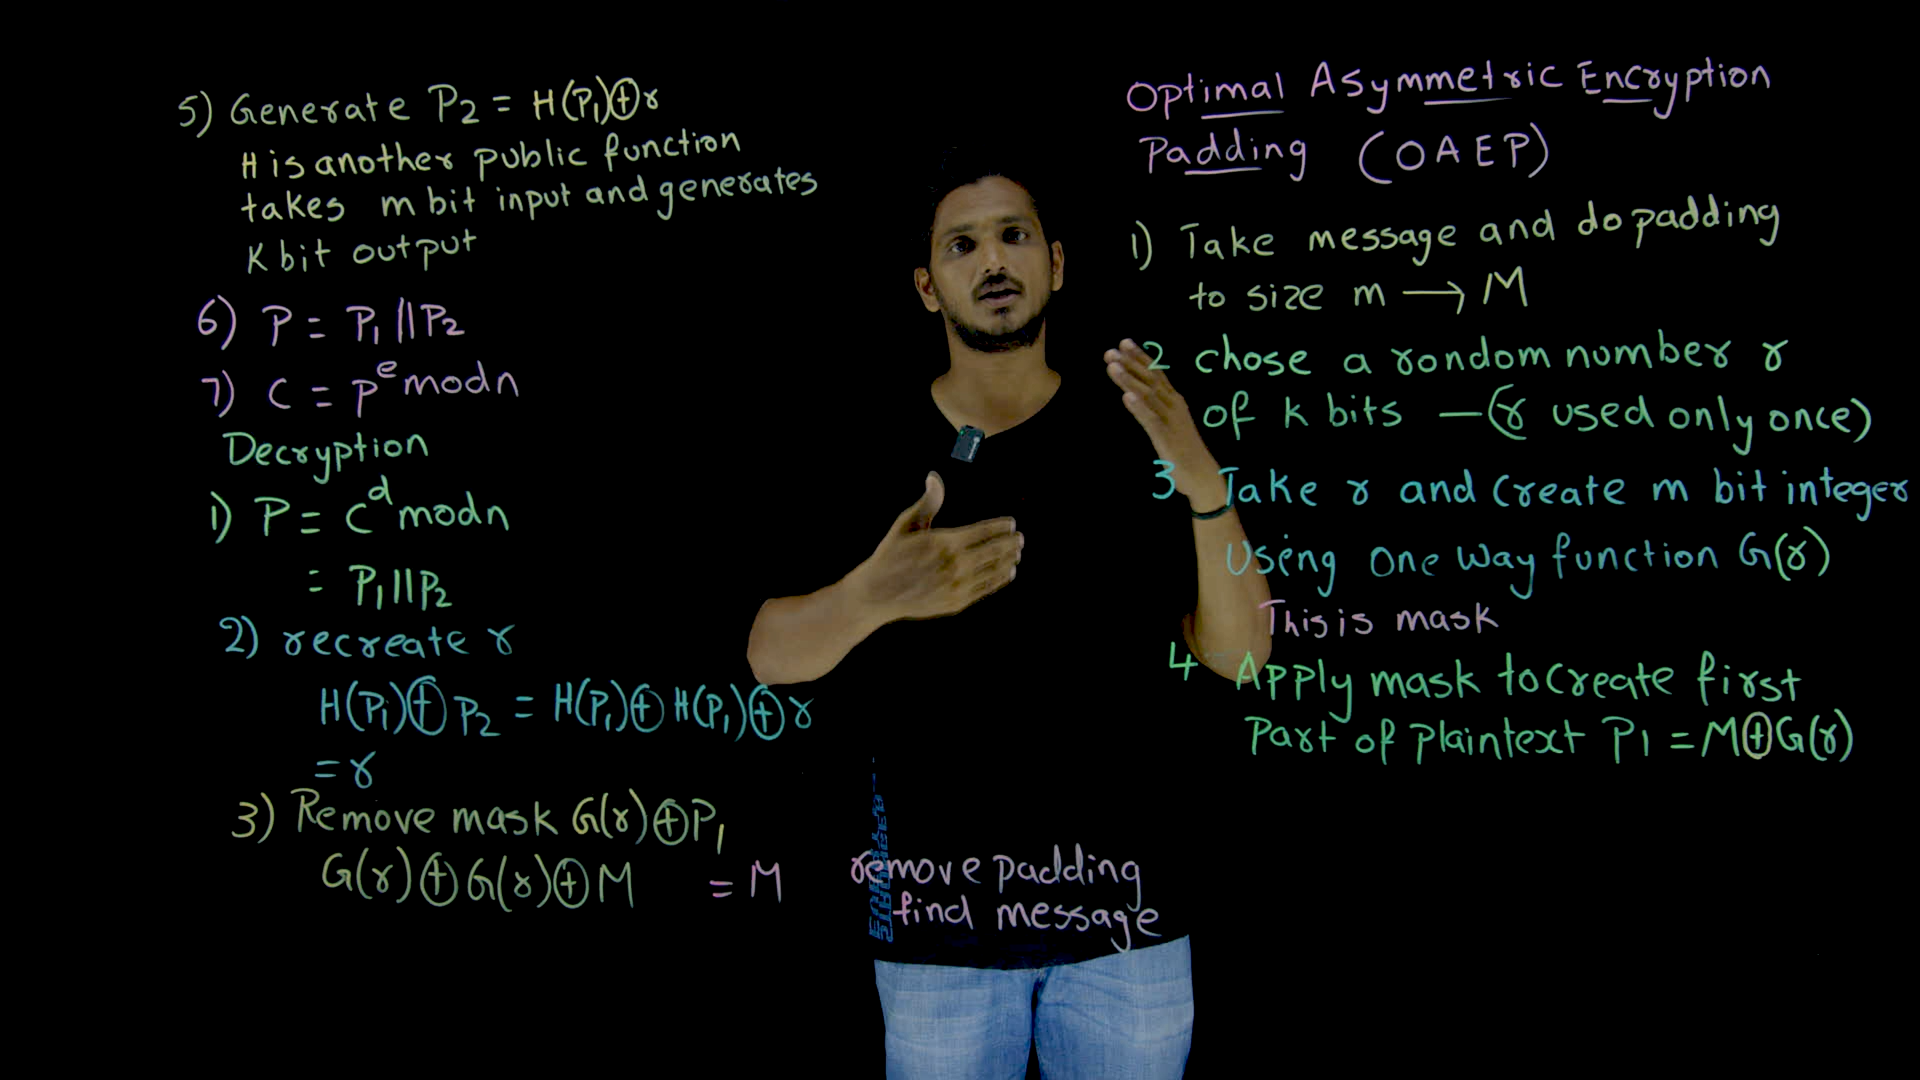 Optimal Asymmetric Encryption
Padding (OAEP)
1) Take message and do padding
to size m → M
2 chose a rondom number r
of k bits — (r used only once)
3 Take r and create m bit integer
Using one way function G(r)
This is mask
4 Apply mask to create first
Part of plaintext P1 = M⊕G(r)
5) Generate P2 = H(P1)⊕r
H is another public function
takes m bit input and generates
K bit output
6) P = P1 || P2
7) C = P^e mod n
Decryption
1) P = C^d mod n
= P1 || P2
2) recreate r
H(P1)⊕P2 = H(P1)⊕H(P1)⊕r
= r
3) Remove mask G(r)⊕P1
G(r)⊕G(r)⊕M = M remove padding
find message